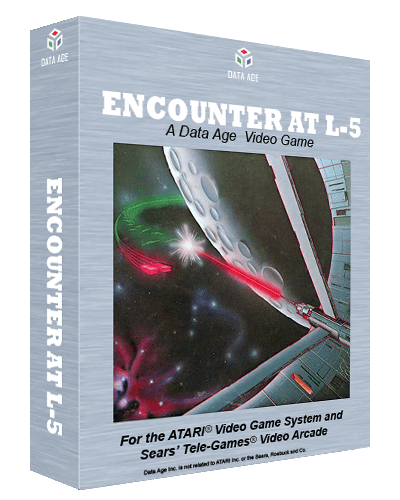 DATA AGE
DATA AGE
ENCOUNTER AT L-5
A Data Age Video Game
ENCOUNTER AT L-5
For the ATARI® Video Game System and
Sears' Tele-Games® Video Arcade
Data Age Inc. is not related to ATARI Inc. or the Sears, Roebuck and Co.